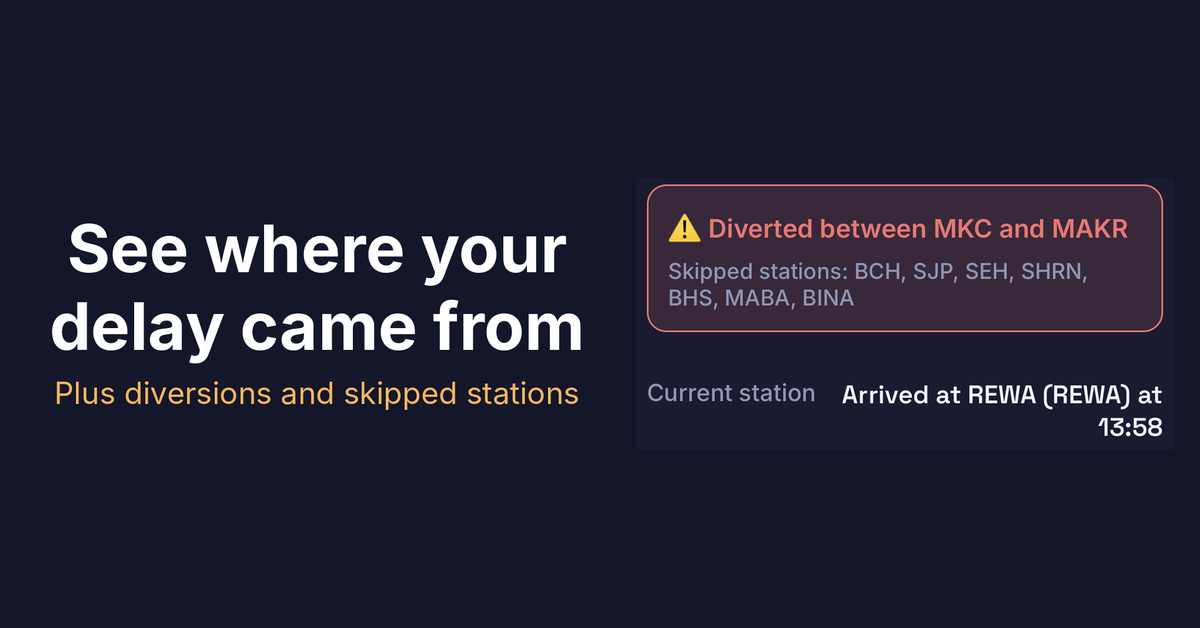 See where your
delay came from
Plus diversions and skipped stations
⚠️ Diverted between MKC and MAKR
Skipped stations: BCH, SJP, SEH, SHRN,
BHS, MABA, BINA
Current station
Arrived at REWA (REWA) at
13:58